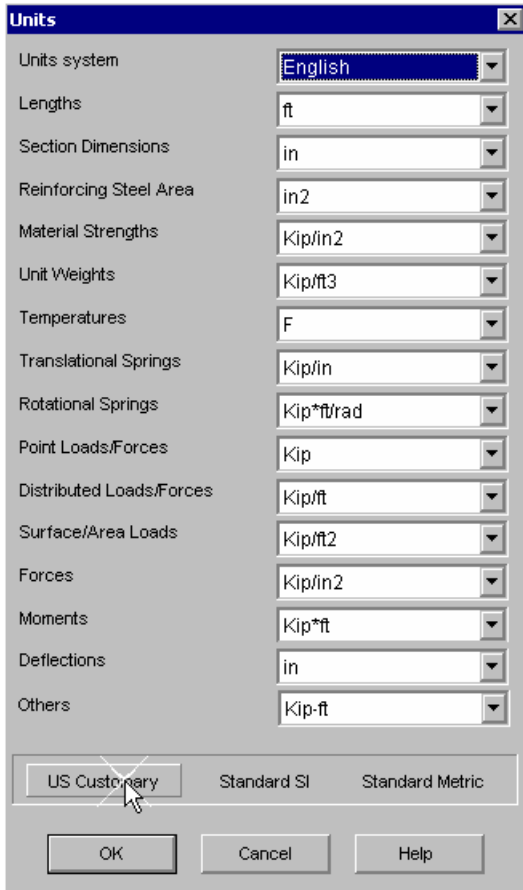 Units
Units system English
Lengths ft
Section Dimensions in
Reinforcing Steel Area in2
Material Strengths Kip/in2
Unit Weights Kip/ft3
Temperatures F
Translational Springs Kip/in
Rotational Springs Kip*ft/rad
Point Loads/Forces Kip
Distributed Loads/Forces Kip/ft
Surface/Area Loads Kip/ft2
Forces Kip/in2
Moments Kip*ft
Deflections in
Others Kip-ft
US Customary Standard SI Standard Metric
OK Cancel Help